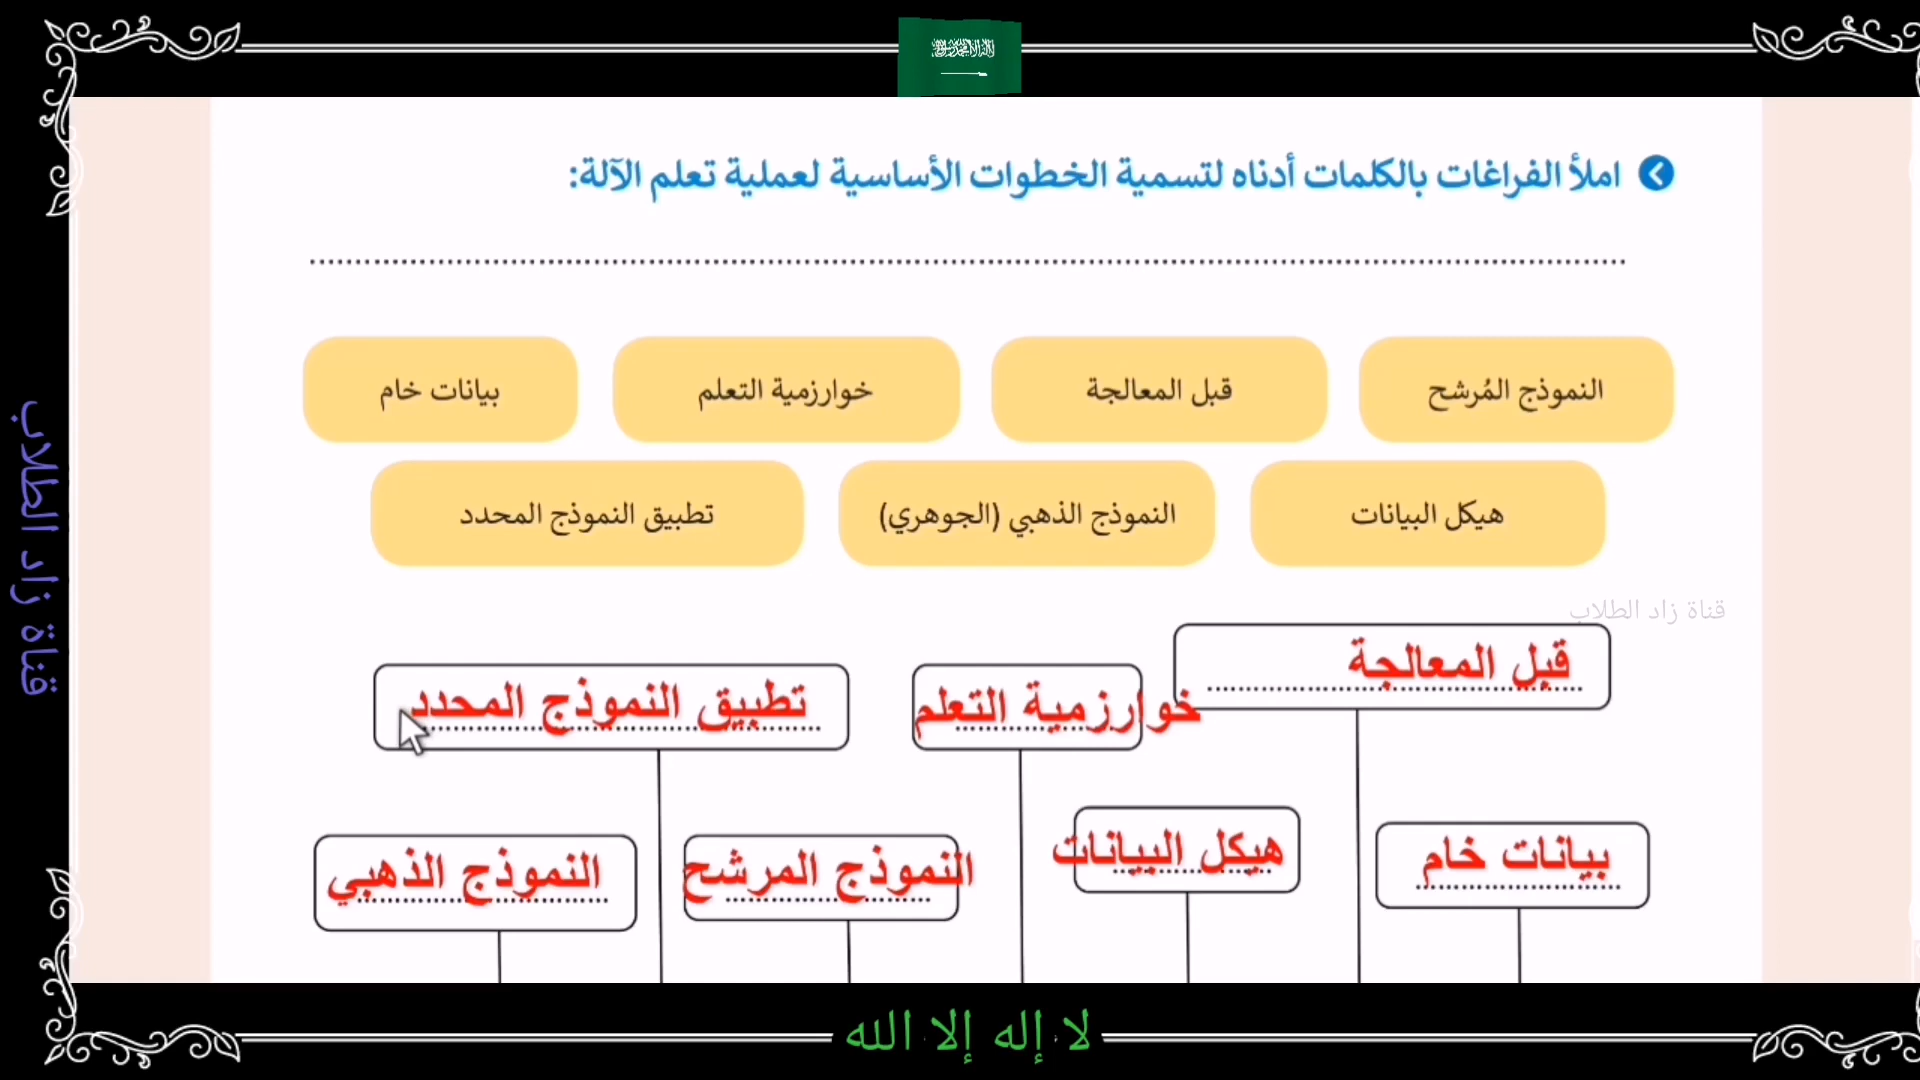 املأ الفراغات بالكلمات أدناه لتسمية الخطوات الأساسية لعملية تعلم الآلة:
النموذج المُرشح
قبل المعالجة
خوارزمية التعلم
بيانات خام
هيكل البيانات
النموذج الذهبي (الجوهري)
تطبيق النموذج المحدد
قناة زاد الطلاب
قبل المعالجة
خوارزمية التعلم
تطبيق النموذج المحدد
بيانات خام
هيكل البيانات
النموذج المرشح
النموذج الذهبي
قناة زاد الطلاب
لا إله إلا الله